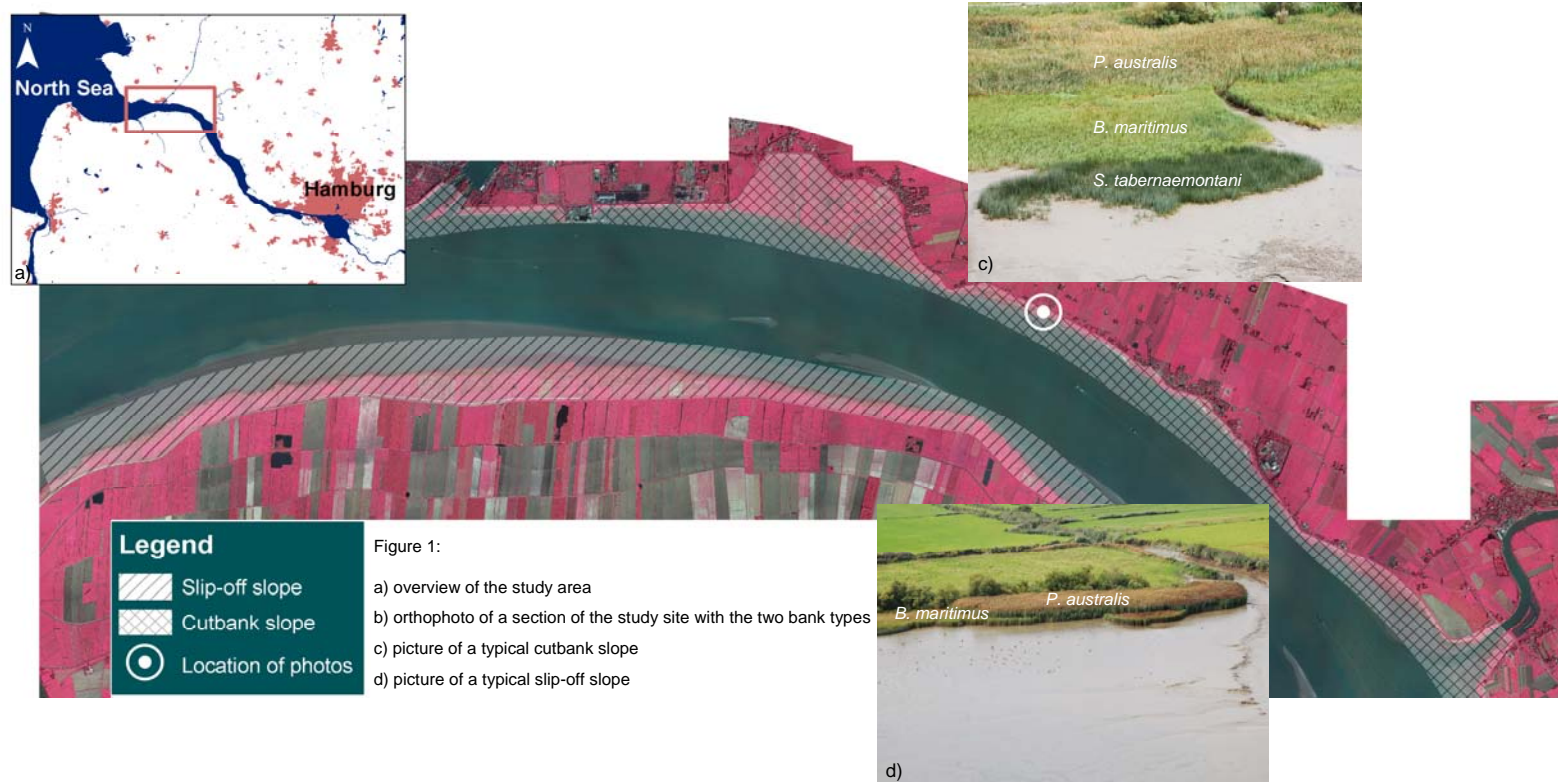 N
North Sea
Hamburg
a)
P. australis
B. maritimus
S. tabernaemontani
c)
Legend
Slip-off slope
Cutbank slope
Location of photos
Figure 1:
a) overview of the study area
b) orthophoto of a section of the study site with the two bank types
c) picture of a typical cutbank slope
d) picture of a typical slip-off slope
P. australis
B. maritimus
d)